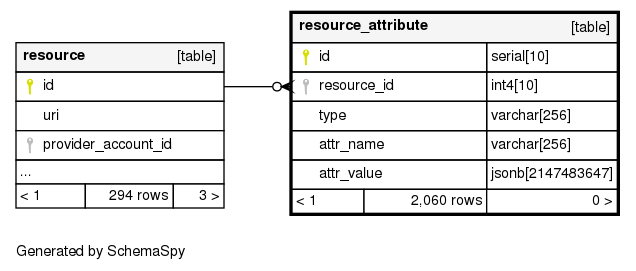 resource [table]
id
uri
provider_account_id
...
< 1 294 rows 3 >
resource_attribute [table]
id serial[10]
resource_id int4[10]
type varchar[256]
attr_name varchar[256]
attr_value jsonb[2147483647]
< 1 2,060 rows 0 >
Generated by SchemaSpy